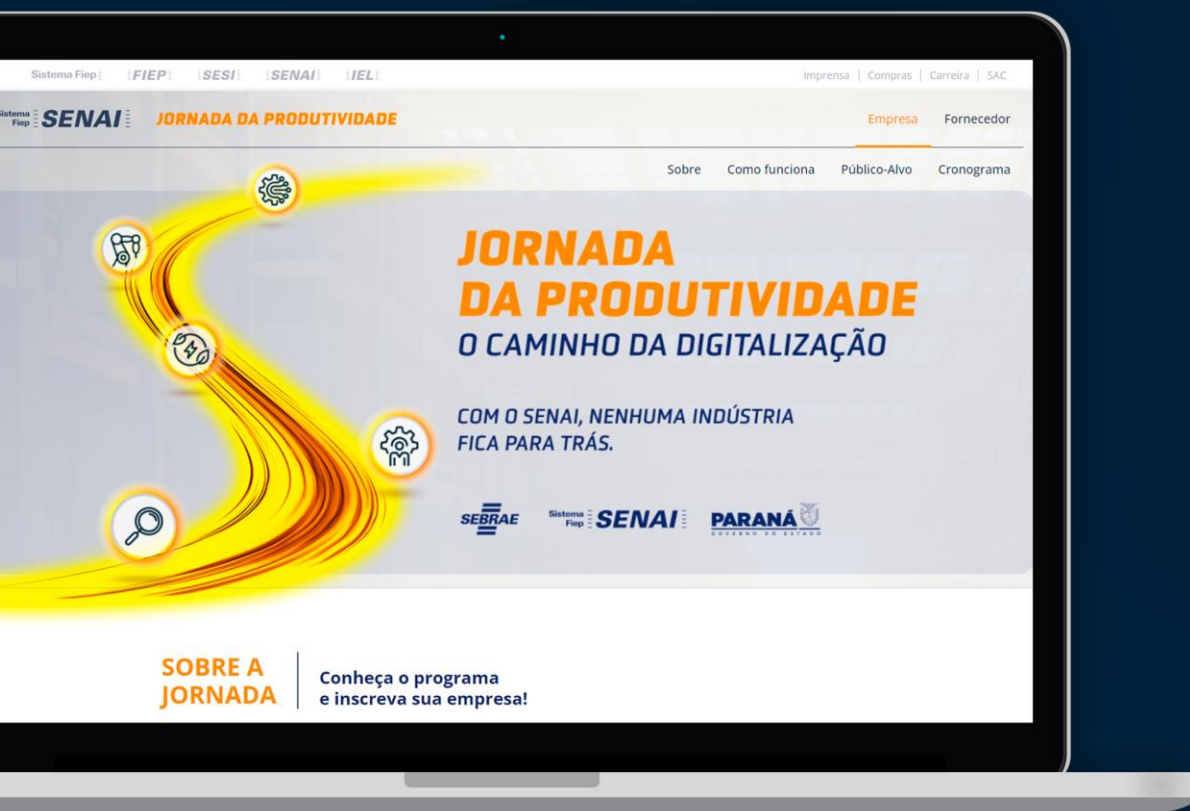 Sistema Fiep FIEP SESI SENAI IEL Imprensa | Compras | Carreira | SAC
Sistema Fiep SENAI JORNADA DA PRODUTIVIDADE Empresa Fornecedor
Sobre Como funciona Público-Alvo Cronograma
JORNADA
DA PRODUTIVIDADE
O CAMINHO DA DIGITALIZAÇÃO
COM O SENAI, NENHUMA INDÚSTRIA
FICA PARA TRÁS.
SEBRAE Sistema Fiep SENAI PARANÁ
GOVERNO DO ESTADO
SOBRE A
JORNADA
Conheça o programa
e inscreva sua empresa!